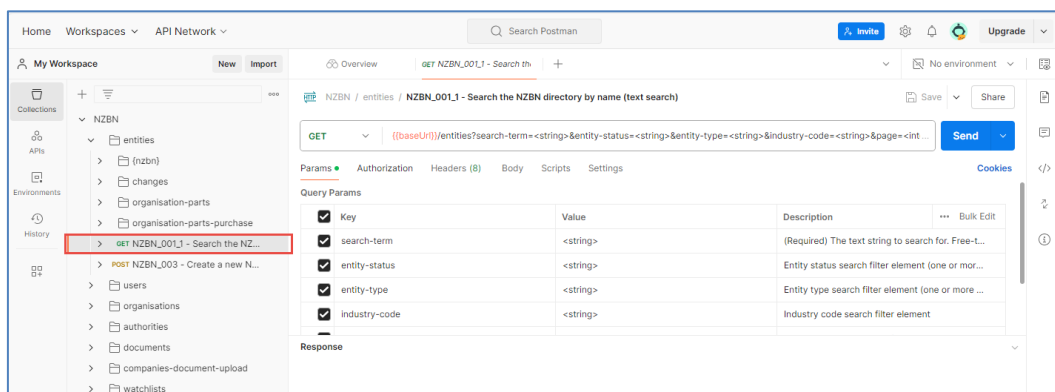 Home Workspaces API Network Search Postman Invite Upgrade
My Workspace New Import Overview GET NZBN_001_1 - Search th No environment
Collections
APIs
Environments
History
NZBN
entities
{nzbn}
changes
organisation-parts
organisation-parts-purchase
GET NZBN_001_1 - Search the NZ...
POST NZBN_003 - Create a new N...
users
organisations
authorities
documents
companies-document-upload
watchlists
HTTP NZBN / entities / NZBN_001_1 - Search the NZBN directory by name (text search) Save Share
GET {{baseUrl}}/entities?search-term=<string>&entity-status=<string>&entity-type=<string>&industry-code=<string>&page=<int ... Send
Params Authorization Headers (8) Body Scripts Settings Cookies
Query Params
Key Value Description ... Bulk Edit
search-term <string> (Required) The text string to search for. Free-t...
entity-status <string> Entity status search filter element (one or mor...
entity-type <string> Entity type search filter element (one or more ...
industry-code <string> Industry code search filter element
Response